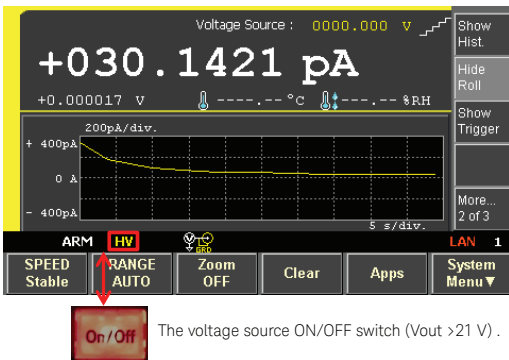 Voltage Source : 0000.000 V
Show Hist.
+030.1421 pA
Hide Roll
+0.000017 V ----.--°C ---.-- %RH
Show Trigger
200pA/div.
+ 400pA
0 A
- 400pA
5 s/div.
More... 2 of 3
ARM HV GRD LAN 1
SPEED Stable
RANGE AUTO
Zoom OFF
Clear
Apps
System Menu▼
On/Off
The voltage source ON/OFF switch (Vout >21 V) .